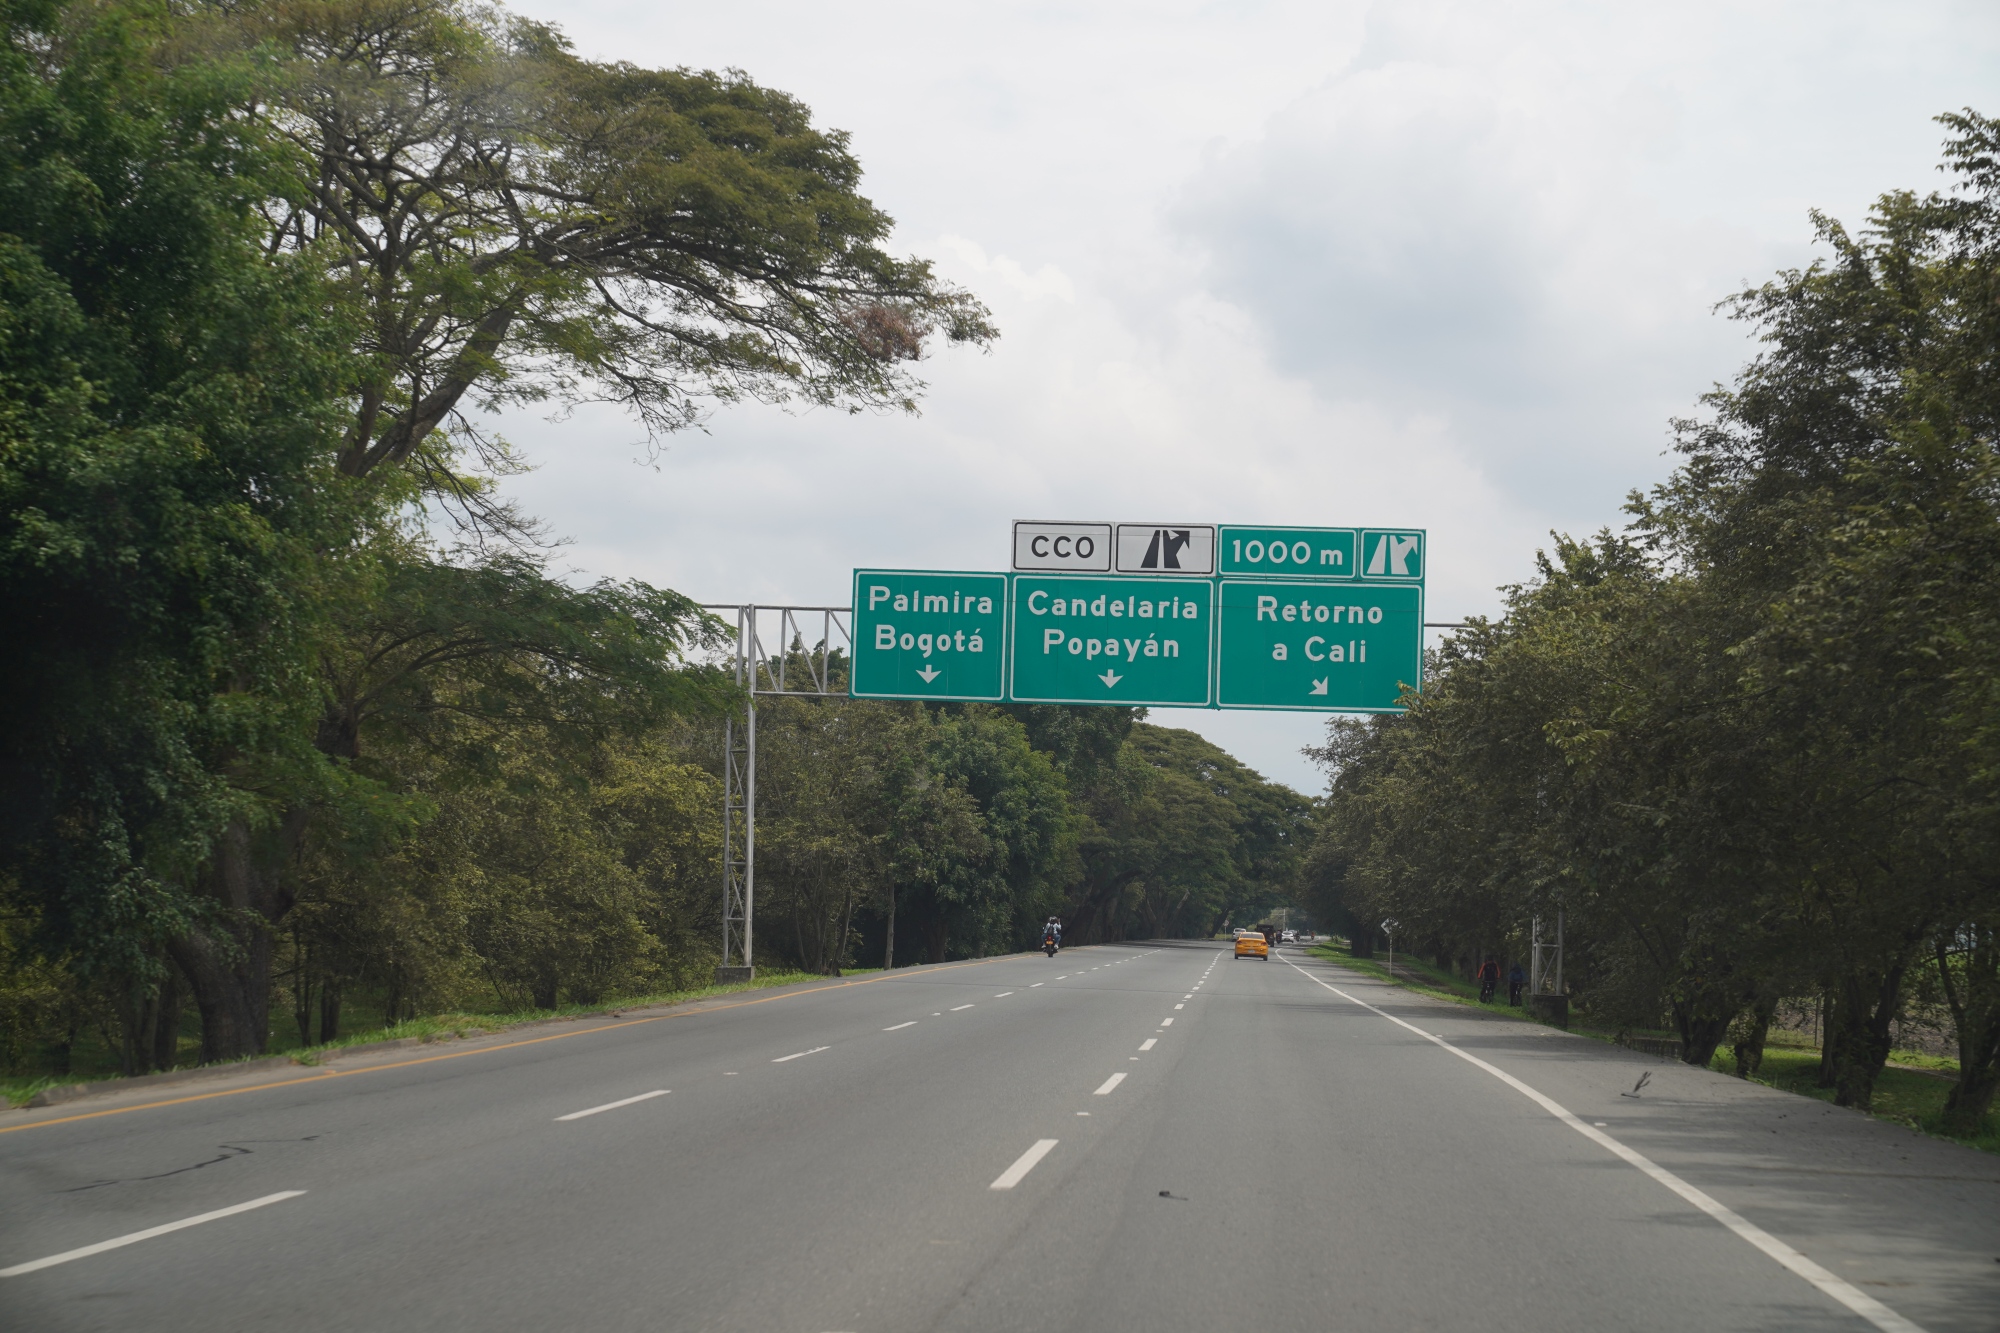 CCO
1000 m
Palmira
Bogotá
Candelaria
Popayán
Retorno
a Cali